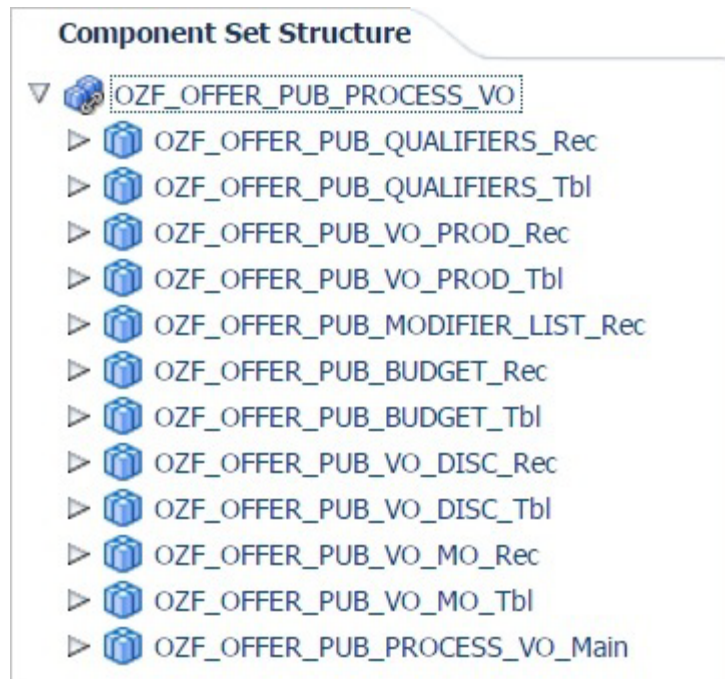 Component Set Structure
OZF_OFFER_PUB_PROCESS_VO
OZF_OFFER_PUB_QUALIFIERS_Rec
OZF_OFFER_PUB_QUALIFIERS_Tbl
OZF_OFFER_PUB_VO_PROD_Rec
OZF_OFFER_PUB_VO_PROD_Tbl
OZF_OFFER_PUB_MODIFIER_LIST_Rec
OZF_OFFER_PUB_BUDGET_Rec
OZF_OFFER_PUB_BUDGET_Tbl
OZF_OFFER_PUB_VO_DISC_Rec
OZF_OFFER_PUB_VO_DISC_Tbl
OZF_OFFER_PUB_VO_MO_Rec
OZF_OFFER_PUB_VO_MO_Tbl
OZF_OFFER_PUB_PROCESS_VO_Main